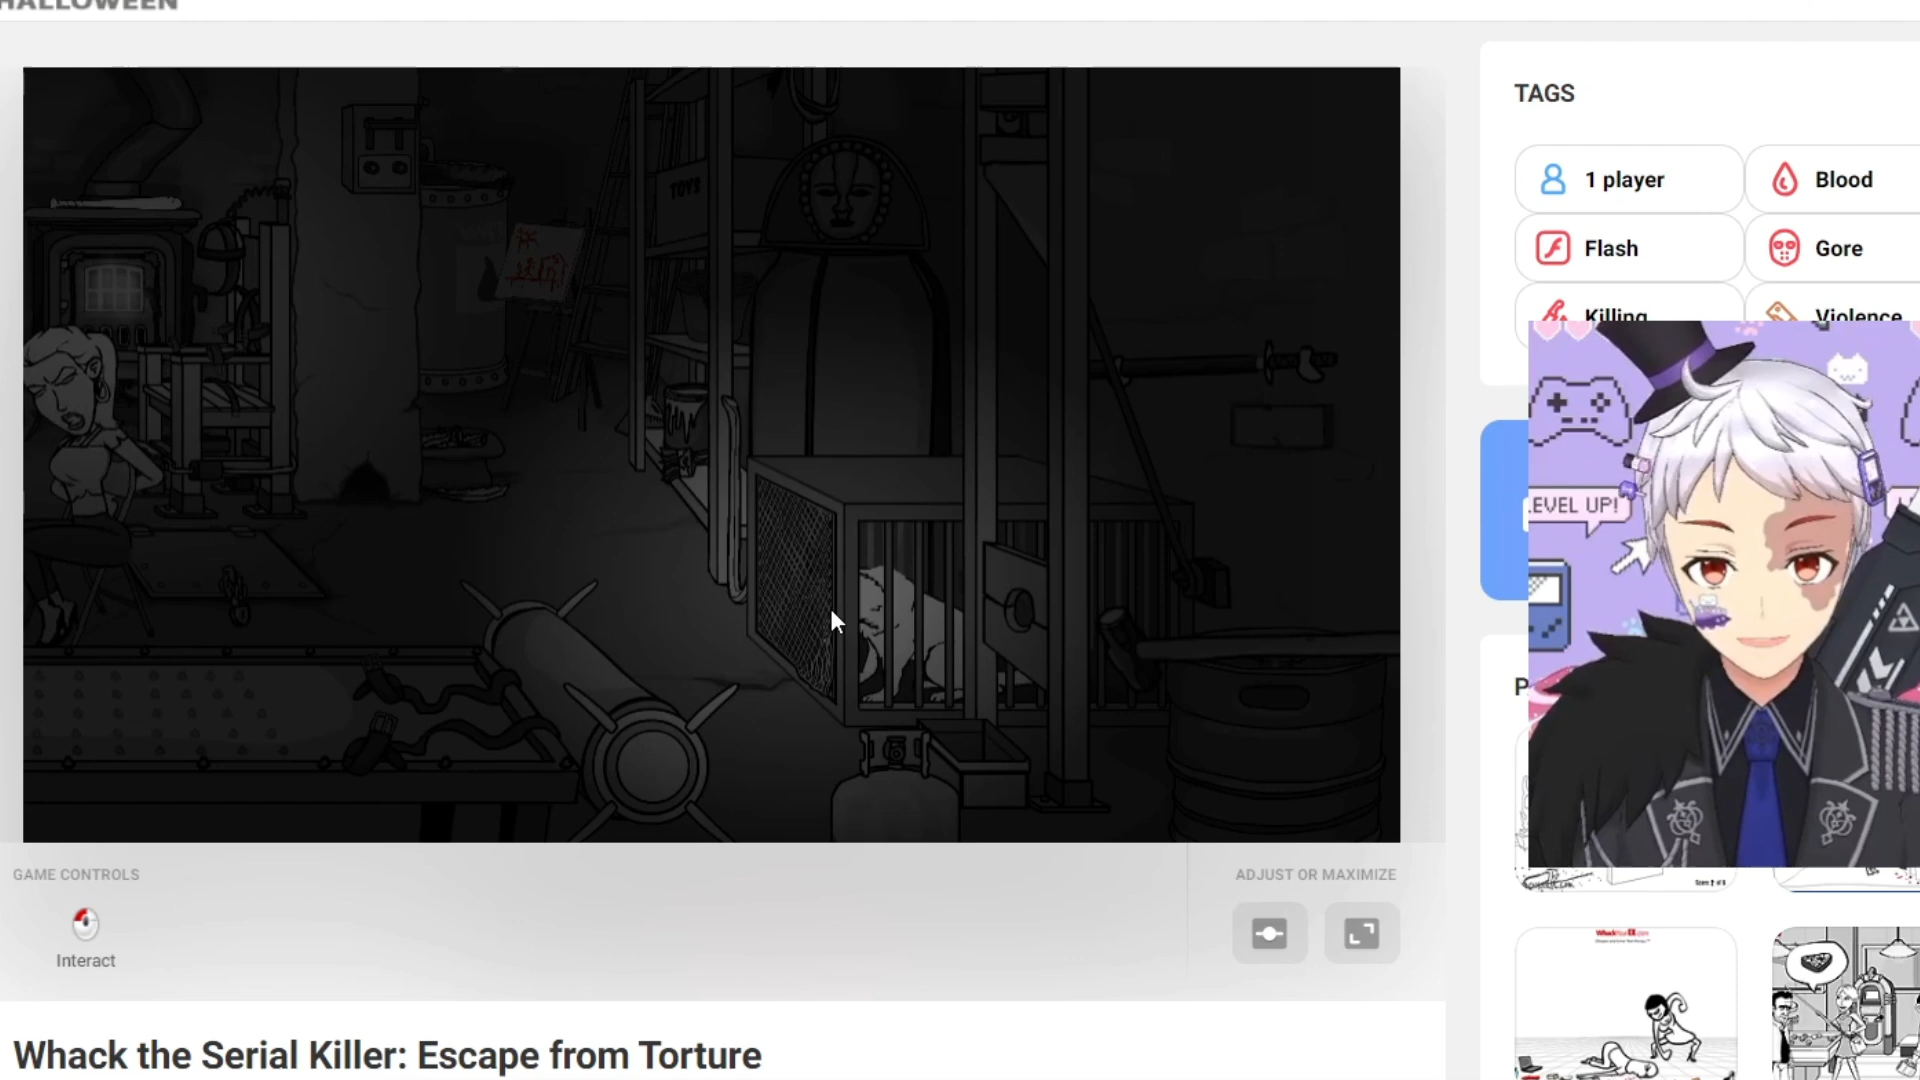 HALLOWEEN
TAGS
1 player
Blood
Flash
Gore
Killing
Violence
TOYS
LEVEL UP!
GAME CONTROLS
Interact
ADJUST OR MAXIMIZE
Whack the Serial Killer: Escape from Torture